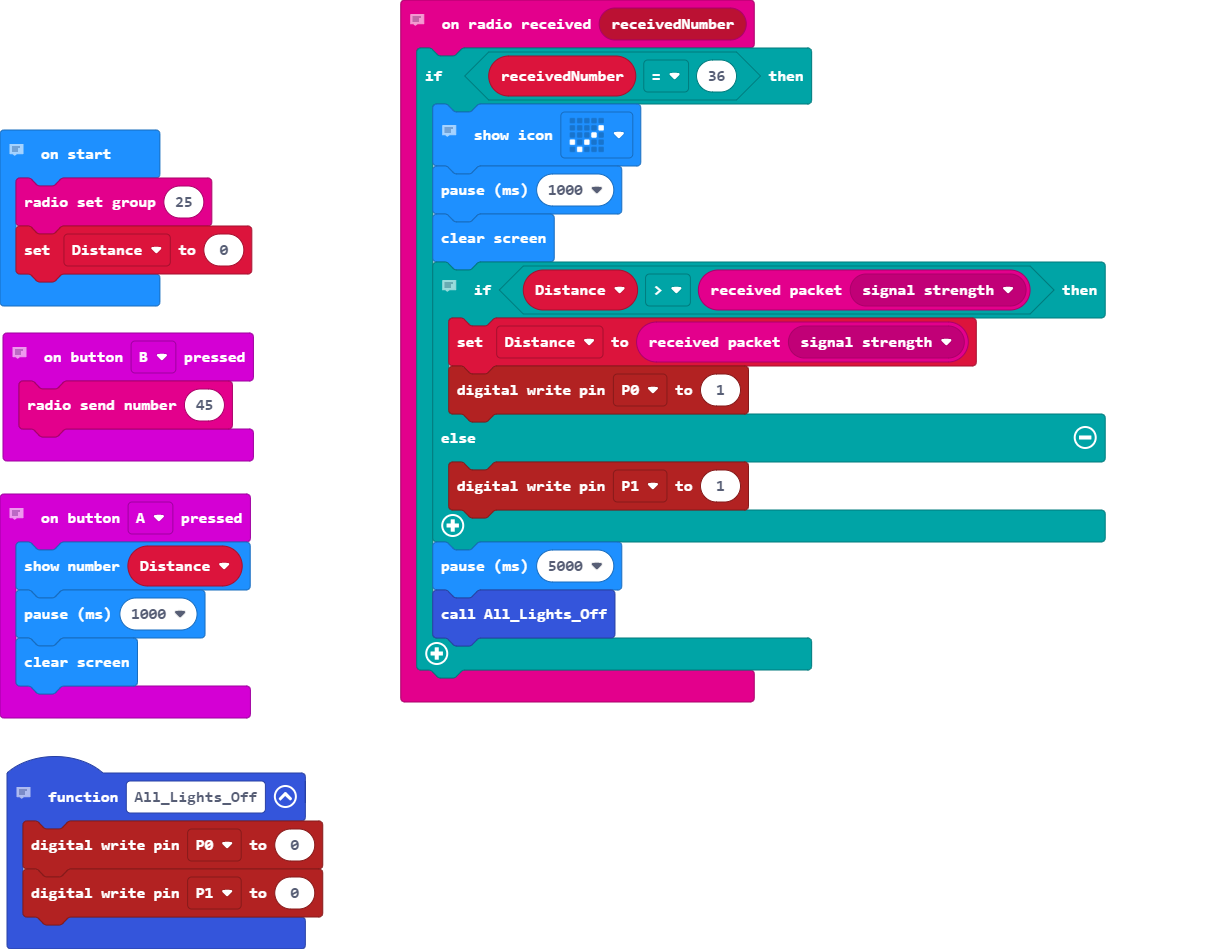 on start
radio set group 25
set Distance to 0
on button B pressed
radio send number 45
on button A pressed
show number Distance
pause (ms) 1000
clear screen
function All_Lights_Off
digital write pin P0 to 0
digital write pin P1 to 0
on radio received receivedNumber
if receivedNumber = 36 then
show icon
pause (ms) 1000
clear screen
if Distance > received packet signal strength then
set Distance to received packet signal strength
digital write pin P0 to 1
else
digital write pin P1 to 1
pause (ms) 5000
call All_Lights_Off